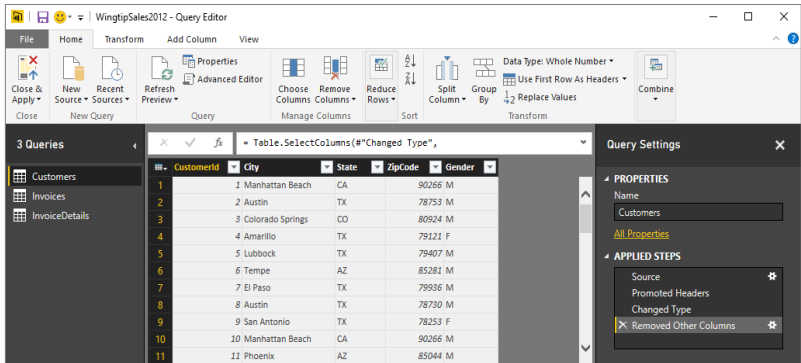 WingtipSales2012 - Query Editor
File Home Transform Add Column View
Close & Apply
New Source
Recent Sources
Refresh Preview
Properties
Advanced Editor
Choose Columns
Remove Columns
Reduce Rows
A Z
Z A
Split Column
Group By
Data Type: Whole Number
Use First Row As Headers
1 2 Replace Values
Combine
Close New Query Query Manage Columns Sort Transform
3 Queries
Customers
Invoices
InvoiceDetails
fx = Table.SelectColumns(#"Changed Type",
CustomerId City State ZipCode Gender
1 1 Manhattan Beach CA 90266 M
2 2 Austin TX 78753 M
3 3 Colorado Springs CO 80924 M
4 4 Amarillo TX 79121 F
5 5 Lubbock TX 79407 M
6 6 Tempe AZ 85281 M
7 7 El Paso TX 79936 M
8 8 Austin TX 78730 M
9 9 San Antonio TX 78253 F
10 10 Manhattan Beach CA 90266 M
11 11 Phoenix AZ 85044 M
Query Settings
PROPERTIES
Name
Customers
All Properties
APPLIED STEPS
Source
Promoted Headers
Changed Type
Removed Other Columns